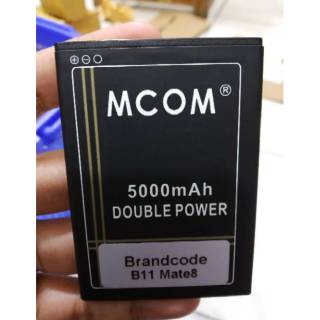 MCOM®
5000mAh
DOUBLE POWER
Brandcode
B11 Mate8